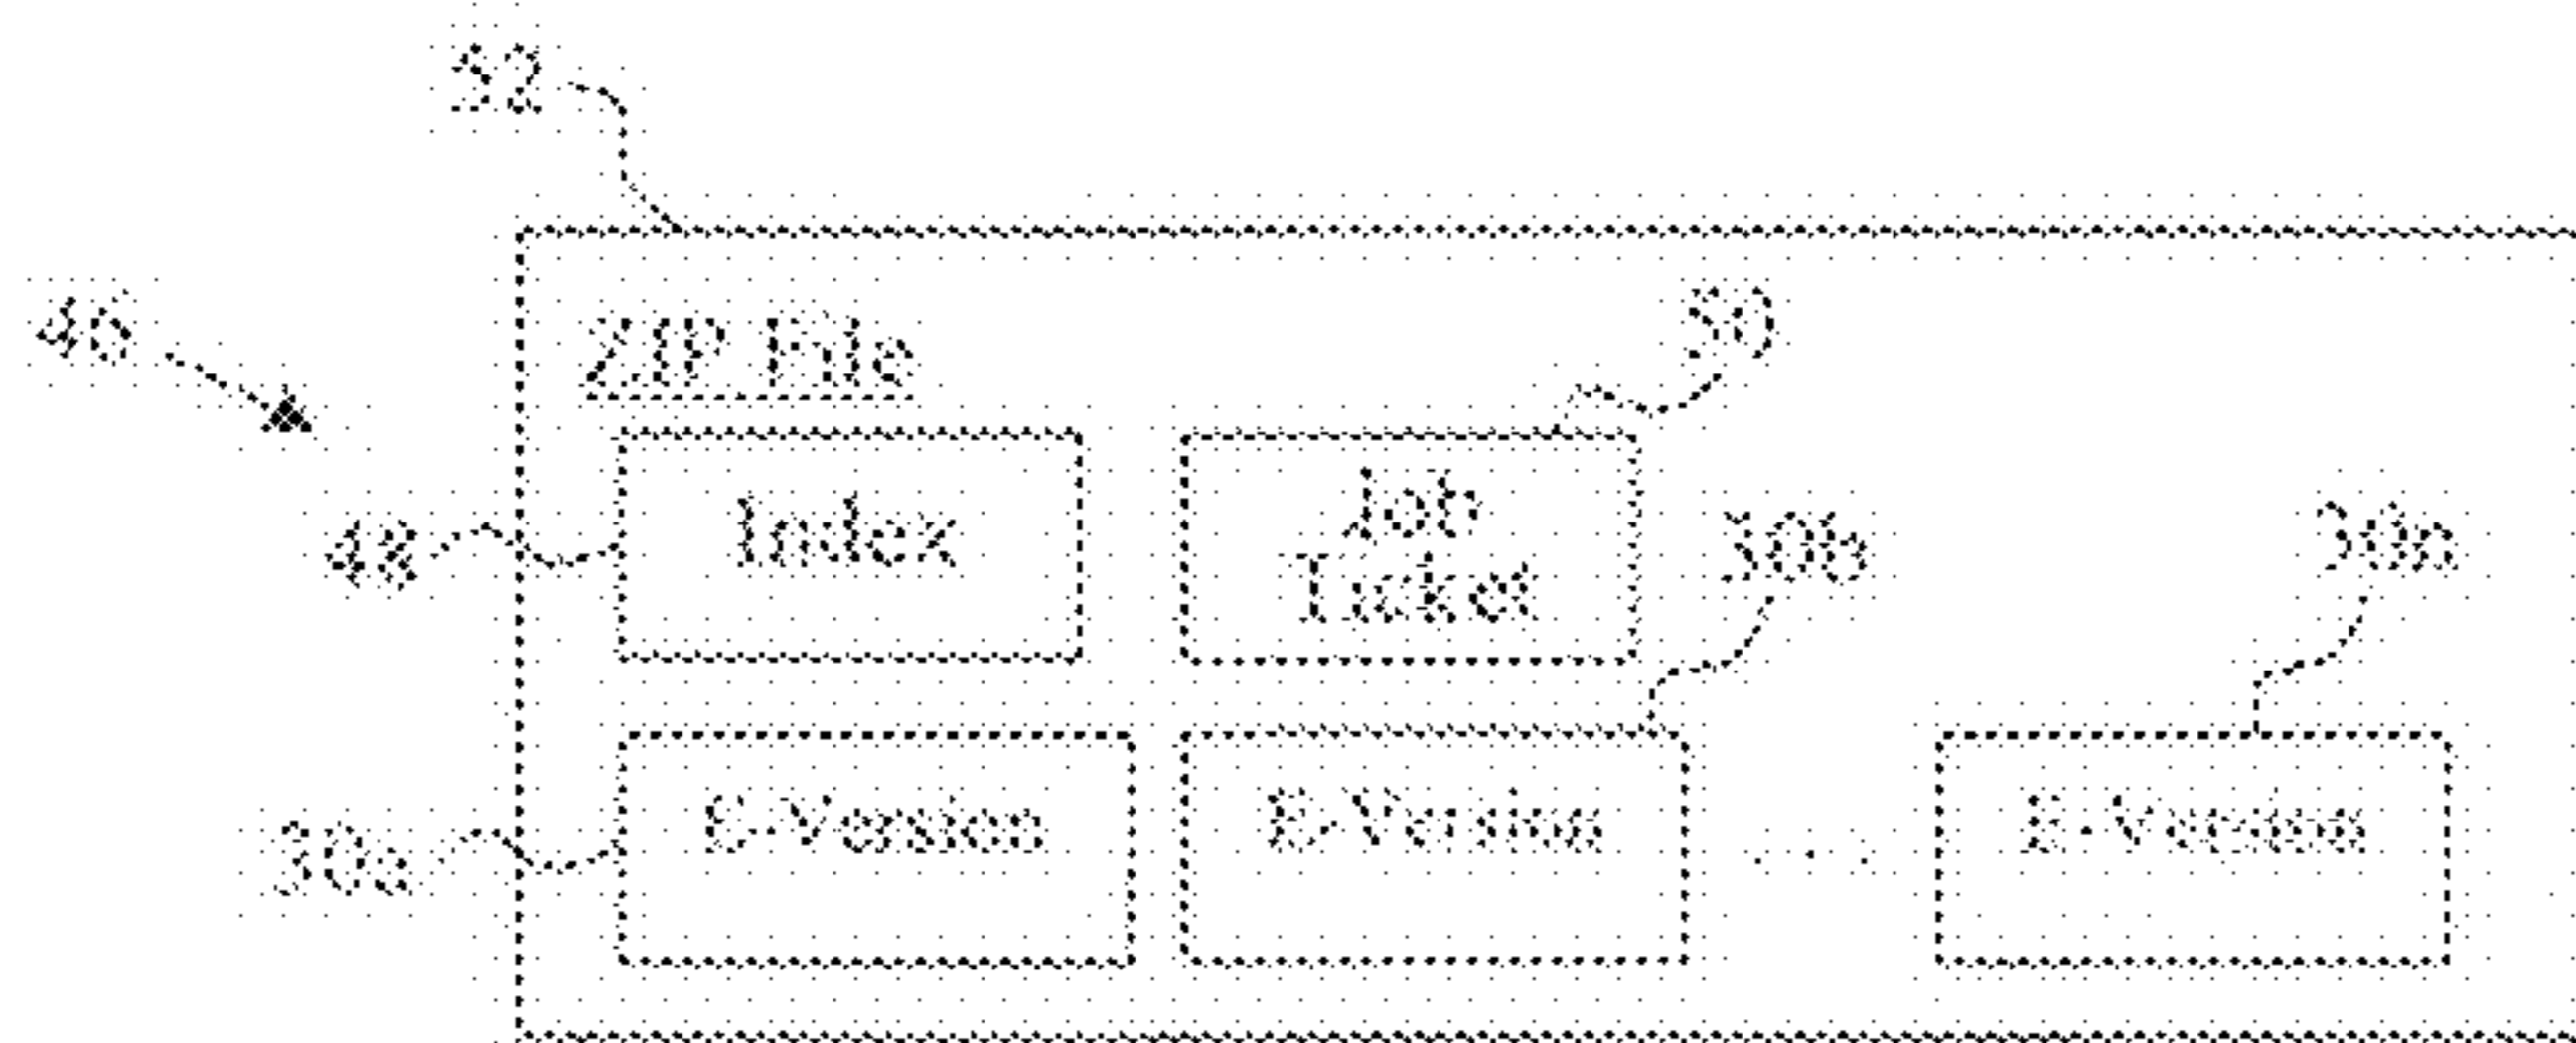 52
46
ZIP File
50
48
Index
Job
Ticket
30b
30n
30a
E-Version
E-Version
. . .
E-Version